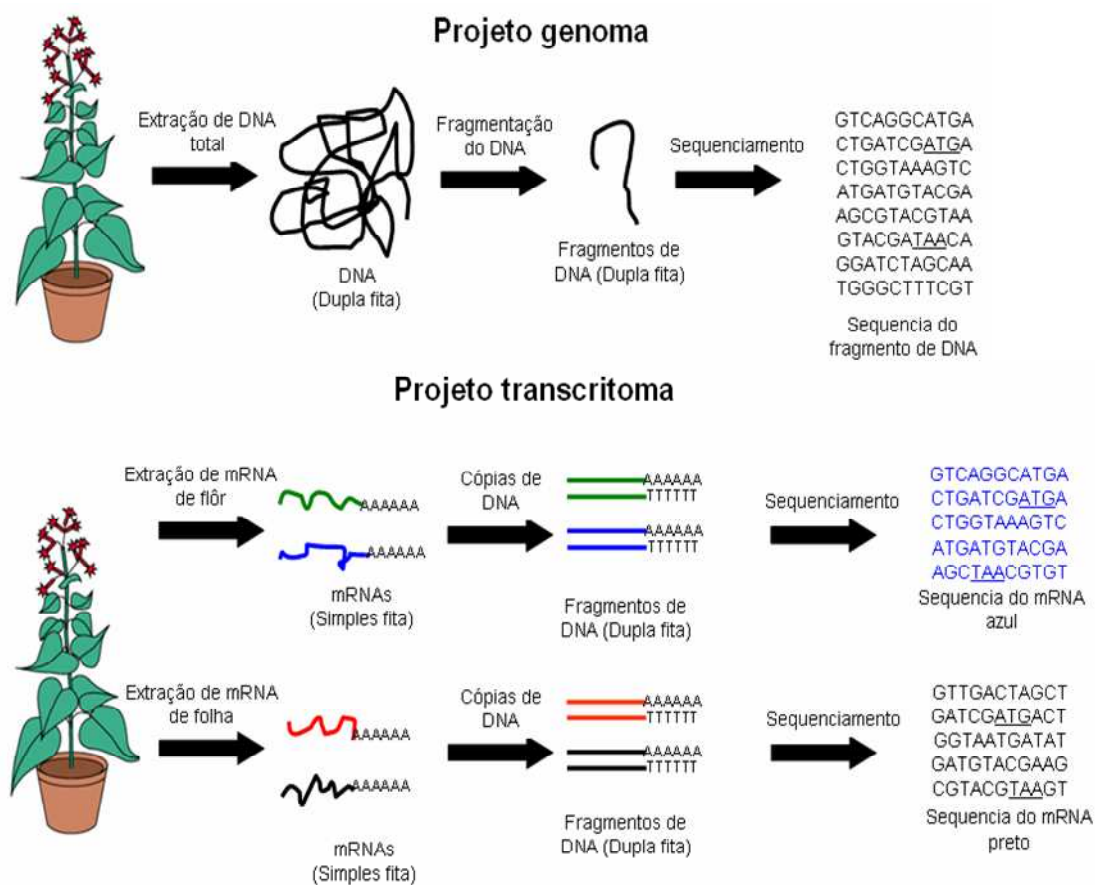 Projeto genoma
Extração de DNA
total
DNA
(Dupla fita)
Fragmentação
do DNA
Fragmentos de
DNA (Dupla fita)
Sequenciamento
GTCAGGCATGA
CTGATCGATGA
CTGGTAAAGTC
ATGATGTACGA
AGCGTACGTAA
GTACGATAACA
GGATCTAGCAA
TGGGCTTTCGT
Sequencia do
fragmento de DNA
Projeto transcritoma
Extração de mRNA
de flôr
AAAAAA
AAAAAA
mRNAs
(Simples fita)
Cópias de
DNA
AAAAAA
TTTTTT
AAAAAA
TTTTTT
Fragmentos de
DNA (Dupla fita)
Sequenciamento
GTCAGGCATGA
CTGATCGATGA
CTGGTAAAGTC
ATGATGTACGA
AGCTAACGTGT
Sequencia do mRNA
azul
Extração de mRNA
de folha
AAAAAA
AAAAAA
mRNAs
(Simples fita)
Cópias de
DNA
AAAAAA
TTTTTT
AAAAAA
TTTTTT
Fragmentos de
DNA (Dupla fita)
Sequenciamento
GTTGACTAGCT
GATCGATGACT
GGTAATGATAT
GATGTACGAAG
CGTACGTAAGT
Sequencia do mRNA
preto